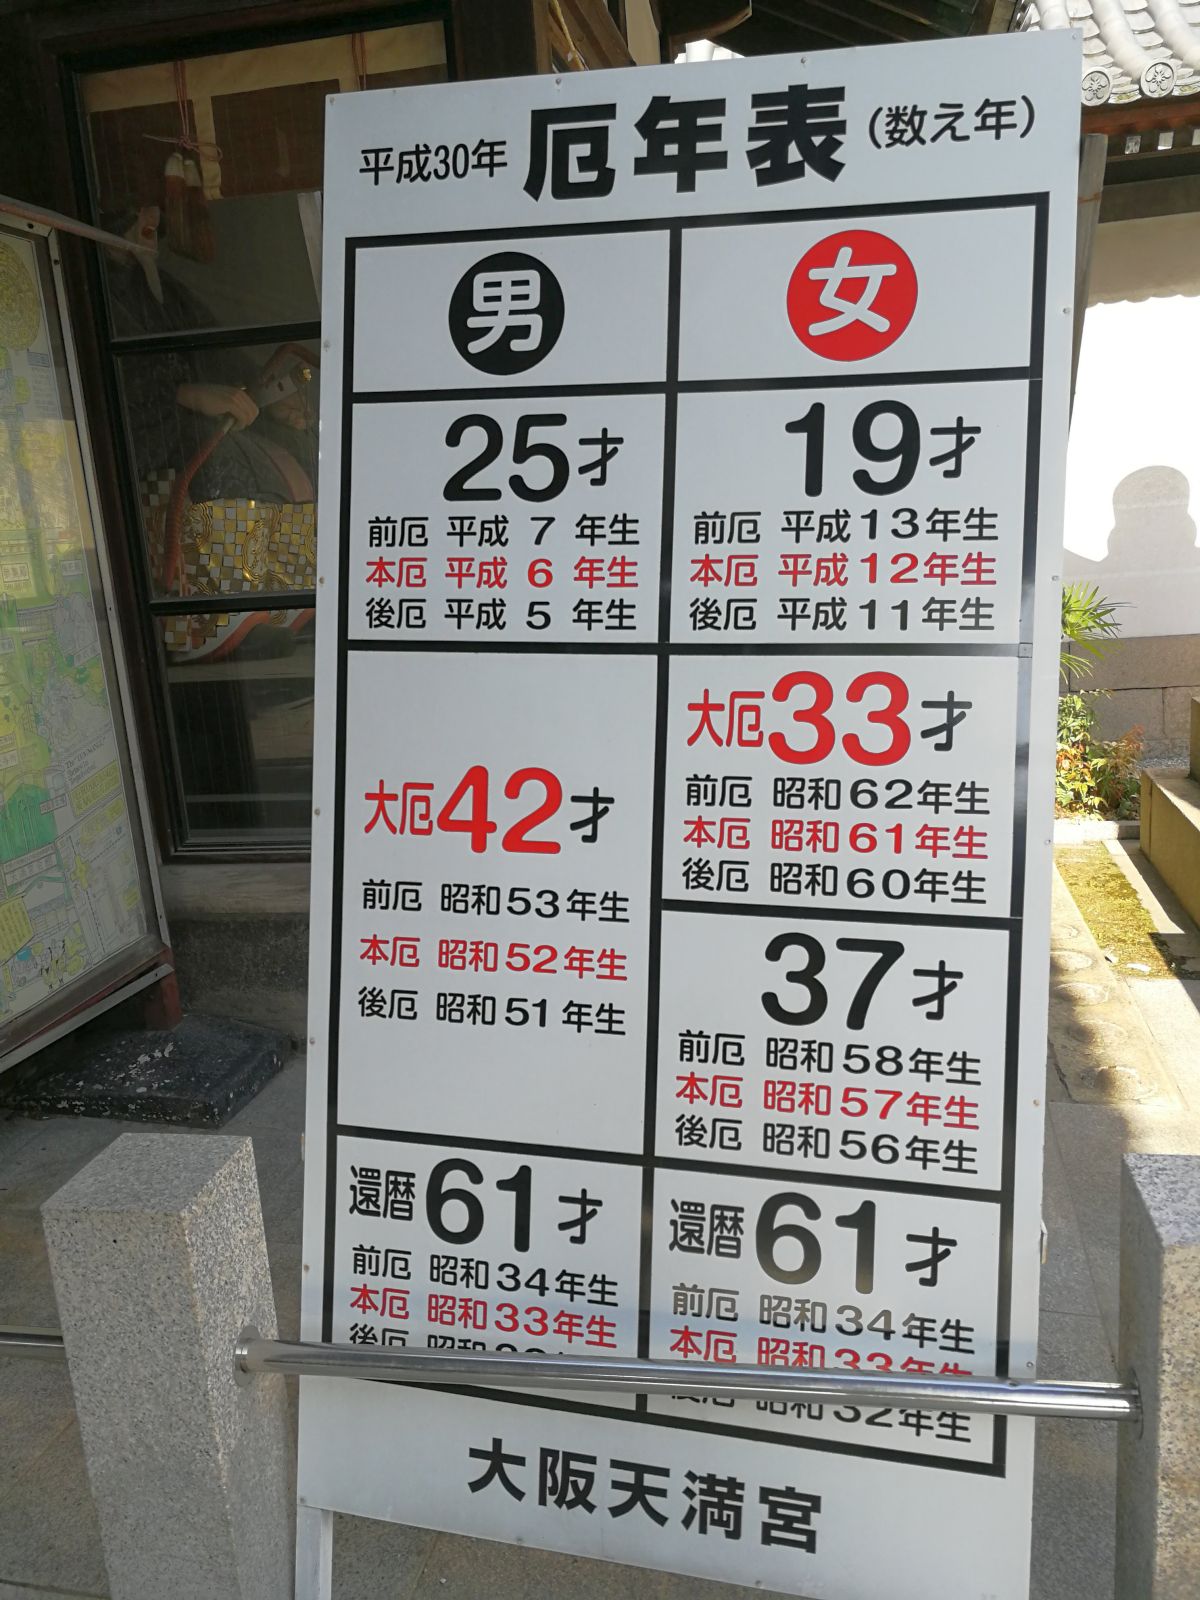 平成30年 厄年表 (数え年)
男
25才
前厄 平成 7 年生
本厄 平成 6 年生
後厄 平成 5 年生
大厄42才
前厄 昭和53年生
本厄 昭和52年生
後厄 昭和51年生
還暦61才
前厄 昭和34年生
本厄 昭和33年生
後厄 昭和
女
19才
前厄 平成13年生
本厄 平成12年生
後厄 平成11年生
大厄33才
前厄 昭和62年生
本厄 昭和61年生
後厄 昭和60年生
37才
前厄 昭和58年生
本厄 昭和57年生
後厄 昭和56年生
還暦61才
前厄 昭和34年生
本厄 昭和33年生
後厄 昭和32年生
大阪天満宮